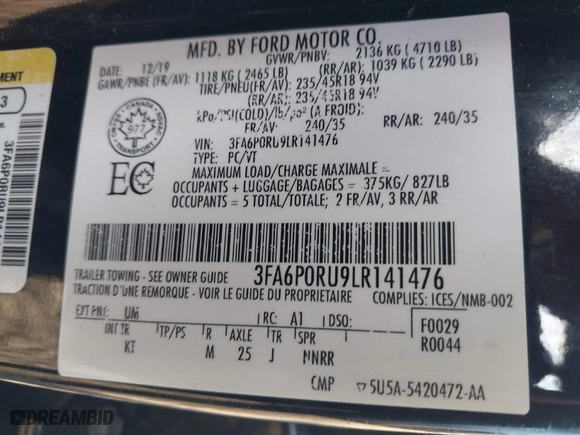 MFD. BY FORD MOTOR CO.
DATE: 12/19 GVWR/PNBV: 2136 KG ( 4710 LB)
GAWR/PNBE (FR/AV): 1118 KG ( 2465 LB) (RR/AR): 1039 KG ( 2290 LB)
TIRE/PNEU(FR/AV): 235/45R18 94V
(RR/AR): 235/45R18 94V
(A FROID):
FR/AV: 240/35 RR/AR: 240/35
VIN: 3FA6P0RU9LR141476
TYPE: PC/VT
MAXIMUM LOAD/CHARGE MAXIMALE =
OCCUPANTS + LUGGAGE/BAGAGES = 375KG/ 827LB
OCCUPANTS = 5 TOTAL/TOTALE; 2 FR/AV, 3 RR/AR
CANADA
977
TRANSPORT
EC
TRAILER TOWING - SEE OWNER GUIDE 3FA6P0RU9LR141476
TRACTION D'UNE REMORQUE - VOIR LE GUIDE DU PROPRIETAIRE COMPLIES: ICES/NMB-002
EXT PNT: UM RC: A1 DSO: F0029
INT TR TP/PS R AXLE TR SPR R0044
KT M 25 J NNRR
CMP 5U5A-5420472-AA
MENT
3
DREAMBID